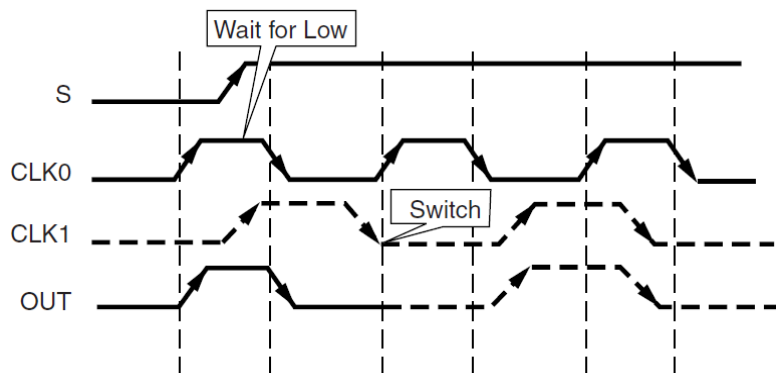 Wait for Low
S
CLK0
CLK1
Switch
OUT